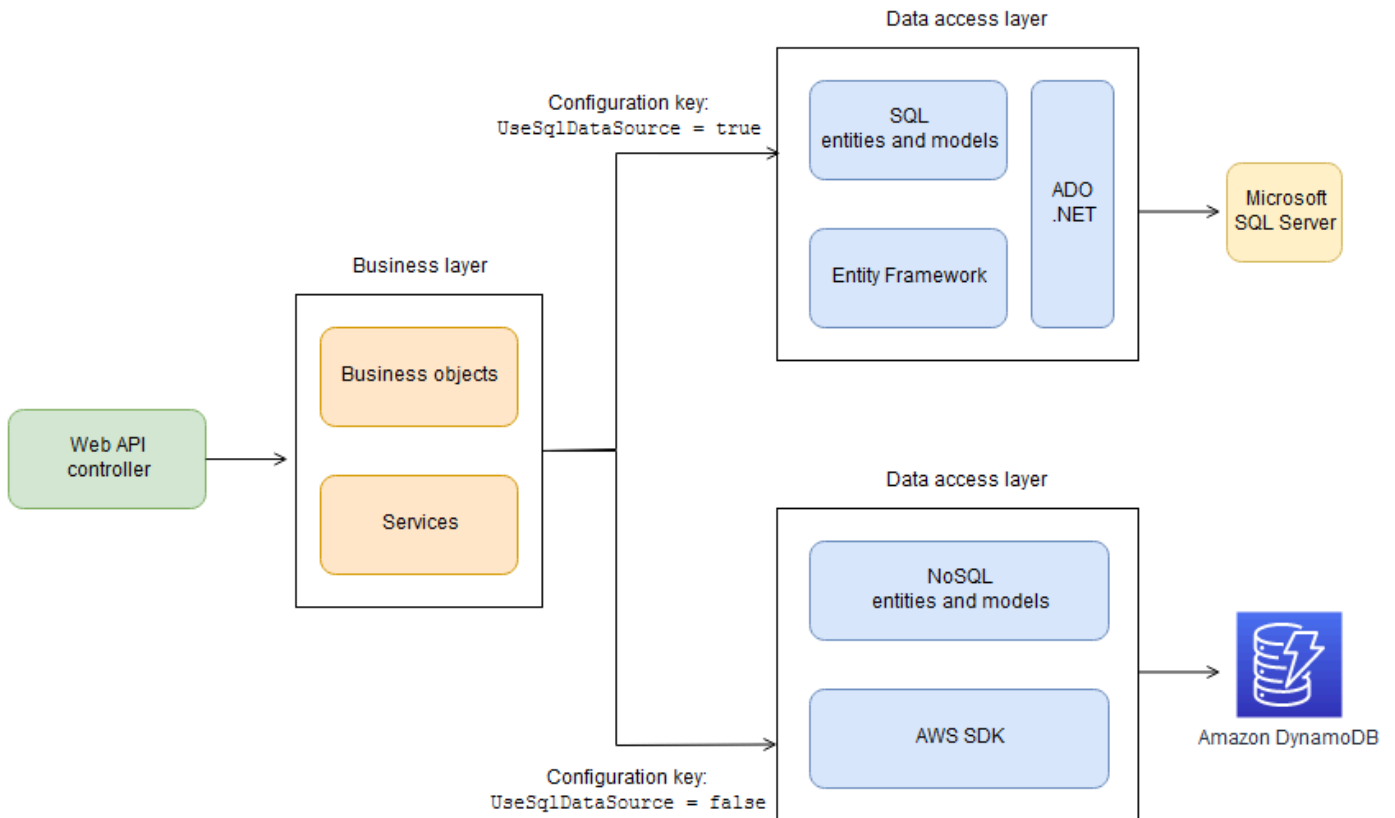 Data access layer
Configuration key:
UseSqlDataSource = true
SQL
entities and models
ADO
.NET
Entity Framework
Microsoft
SQL Server
Business layer
Business objects
Services
Web API
controller
Data access layer
NoSQL
entities and models
AWS SDK
Amazon DynamoDB
Configuration key:
UseSqlDataSource = false